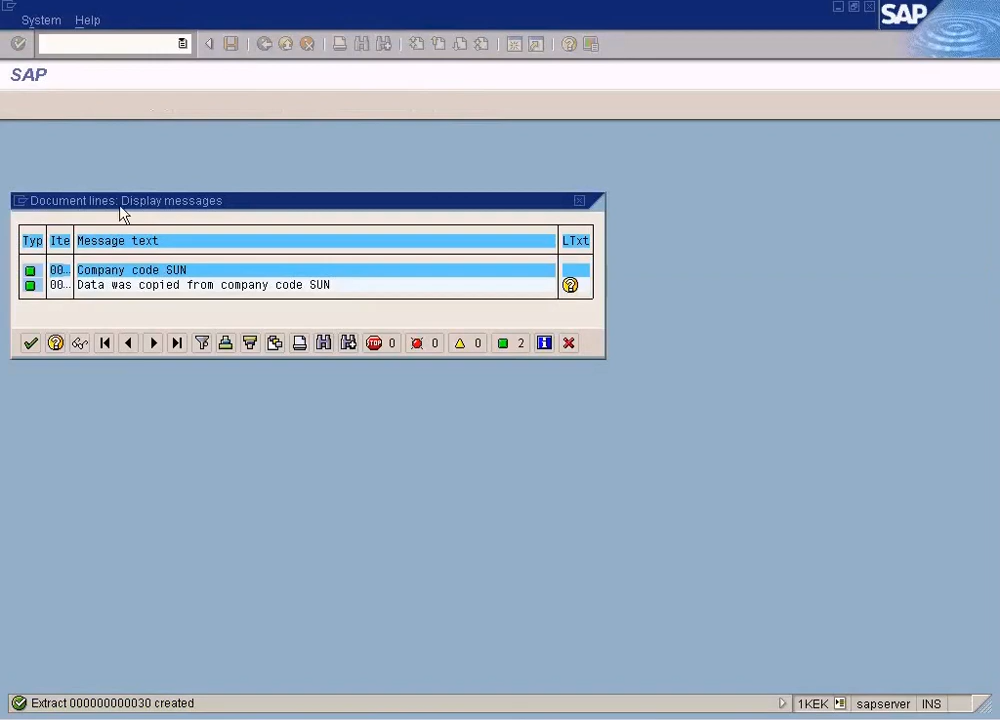 System Help
SAP
SAP
Document lines: Display messages
Typ Ite Message text LTxt
00.. Company code SUN
00.. Data was copied from company code SUN
STOP 0 0 0 2
Extract 000000000030 created
1KEK sapserver INS